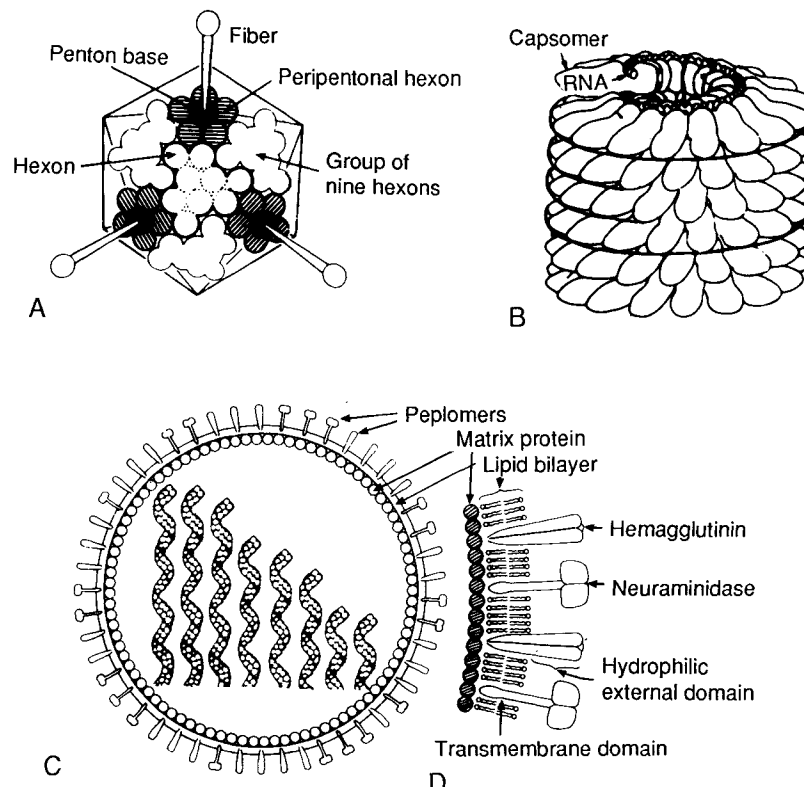 Fiber
Penton base
Peripentonal hexon
Hexon
Group of
nine hexons
A
Capsomer
RNA
B
Peplomers
Matrix protein
Lipid bilayer
Hemagglutinin
Neuraminidase
Hydrophilic
external domain
Transmembrane domain
C
D